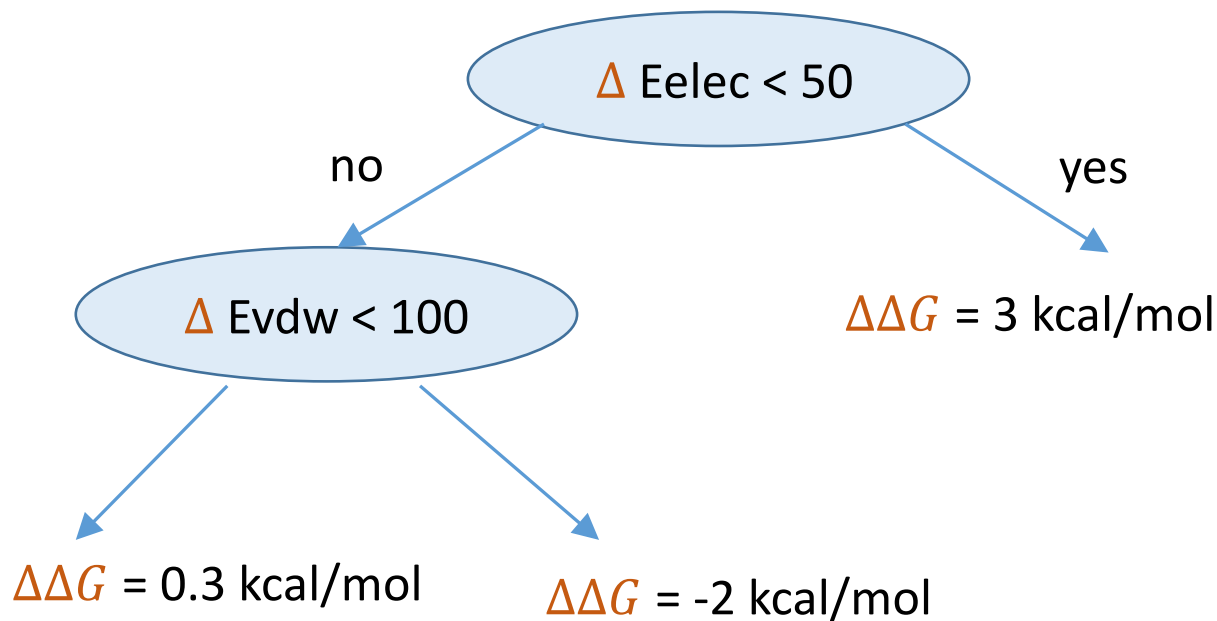 Δ Eelec < 50
no
yes
Δ Evdw < 100
ΔΔG = 3 kcal/mol
ΔΔG = 0.3 kcal/mol
ΔΔG = -2 kcal/mol